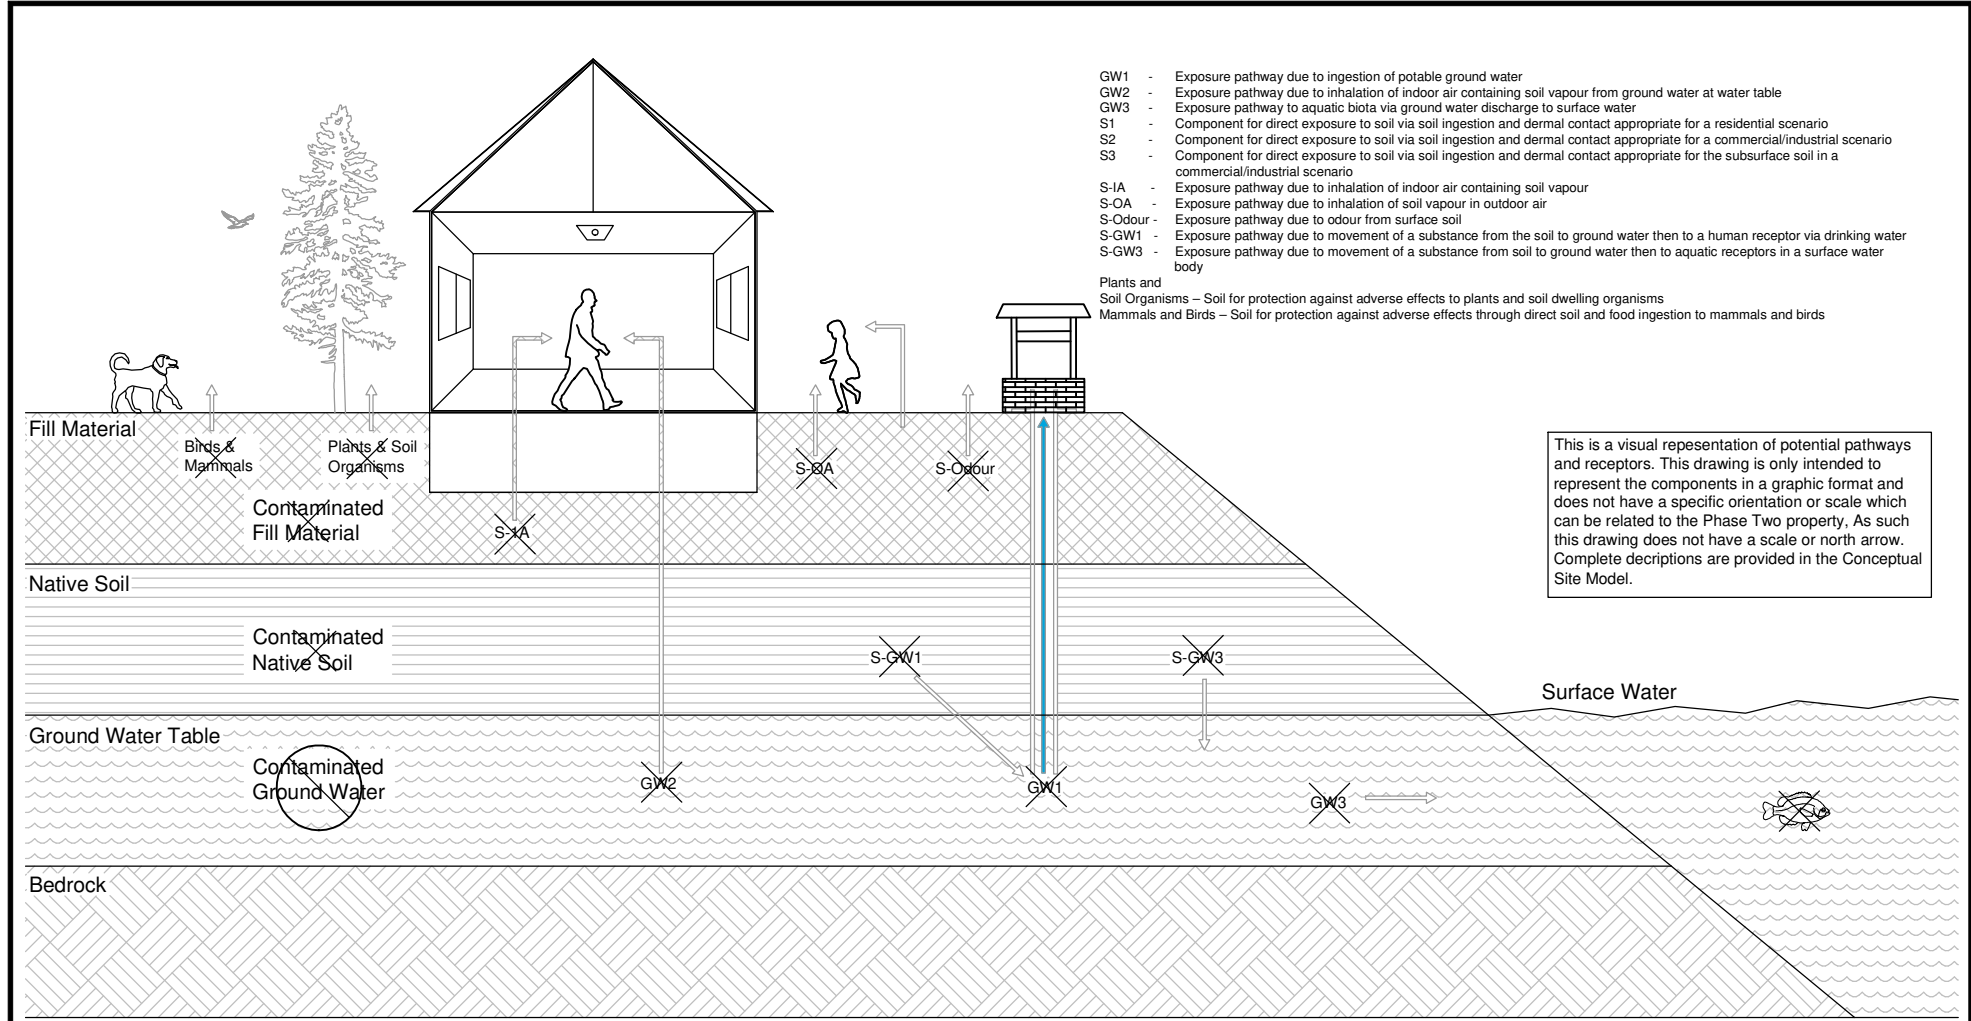 GW1 - Exposure pathway due to ingestion of potable ground water
GW2 - Exposure pathway due to inhalation of indoor air containing soil vapour from ground water at water table
GW3 - Exposure pathway to aquatic biota via ground water discharge to surface water
S1 - Component for direct exposure to soil via soil ingestion and dermal contact appropriate for a residential scenario
S2 - Component for direct exposure to soil via soil ingestion and dermal contact appropriate for a commercial/industrial scenario
S3 - Component for direct exposure to soil via soil ingestion and dermal contact appropriate for the subsurface soil in a
commercial/industrial scenario
S-IA - Exposure pathway due to inhalation of indoor air containing soil vapour
S-OA - Exposure pathway due to inhalation of soil vapour in outdoor air
S-Odour - Exposure pathway due to odour from surface soil
S-GW1 - Exposure pathway due to movement of a substance from the soil to ground water then to a human receptor via drinking water
S-GW3 - Exposure pathway due to movement of a substance from soil to ground water then to aquatic receptors in a surface water
body
Plants and
Soil Organisms – Soil for protection against adverse effects to plants and soil dwelling organisms
Mammals and Birds – Soil for protection against adverse effects through direct soil and food ingestion to mammals and birds
Fill Material
Birds &
Mammals
Plants & Soil
Organisms
S-OA
S-Odour
Contaminated
Fill Material
S-1A
This is a visual repesentation of potential pathways
and receptors. This drawing is only intended to
represent the components in a graphic format and
does not have a specific orientation or scale which
can be related to the Phase Two property, As such
this drawing does not have a scale or north arrow.
Complete decriptions are provided in the Conceptual
Site Model.
Native Soil
Contaminated
Native Soil
S-GW1
S-GW3
Surface Water
Ground Water Table
Contaminated
Ground Water
GW2
GW1
GW3
Bedrock